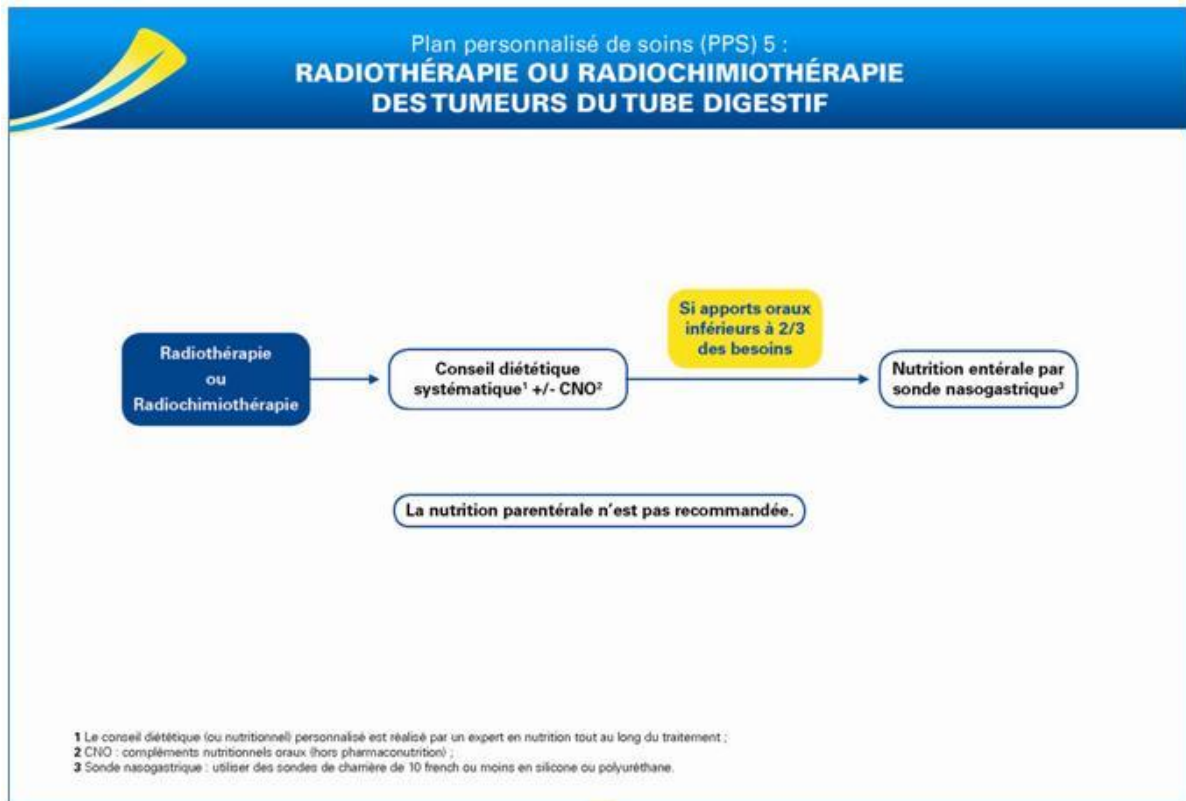 Plan personnalisé de soins (PPS) 5 :
RADIOTHÉRAPIE OU RADIOCHIMIOTHÉRAPIE
DES TUMEURS DU TUBE DIGESTIF
Si apports oraux
inférieurs à 2/3
des besoins
Radiothérapie
ou
Radiochimiothérapie
Conseil diététique
systématique¹ +/- CNO²
Nutrition entérale par
sonde nasogastrique³
La nutrition parentérale n'est pas recommandée.
1 Le conseil diététique (ou nutritionnel) personnalisé est réalisé par un expert en nutrition tout au long du traitement ;
2 CNO : compléments nutritionnels oraux (hors pharmaconutrition) ;
3 Sonde nasogastrique : utiliser des sondes de charrière de 10 french ou moins en silicone ou polyuréthane.